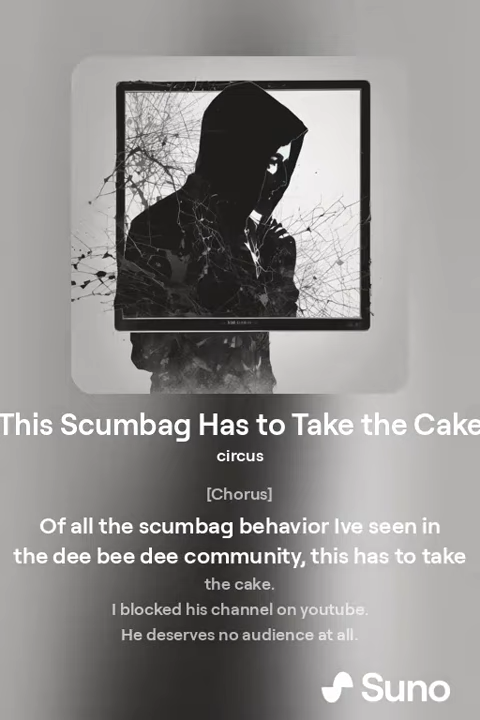 This Scumbag Has to Take the Cake
circus
[Chorus]
Of all the scumbag behavior Ive seen in
the dee bee dee community, this has to take
the cake.
I blocked his channel on youtube.
He deserves no audience at all.
Suno